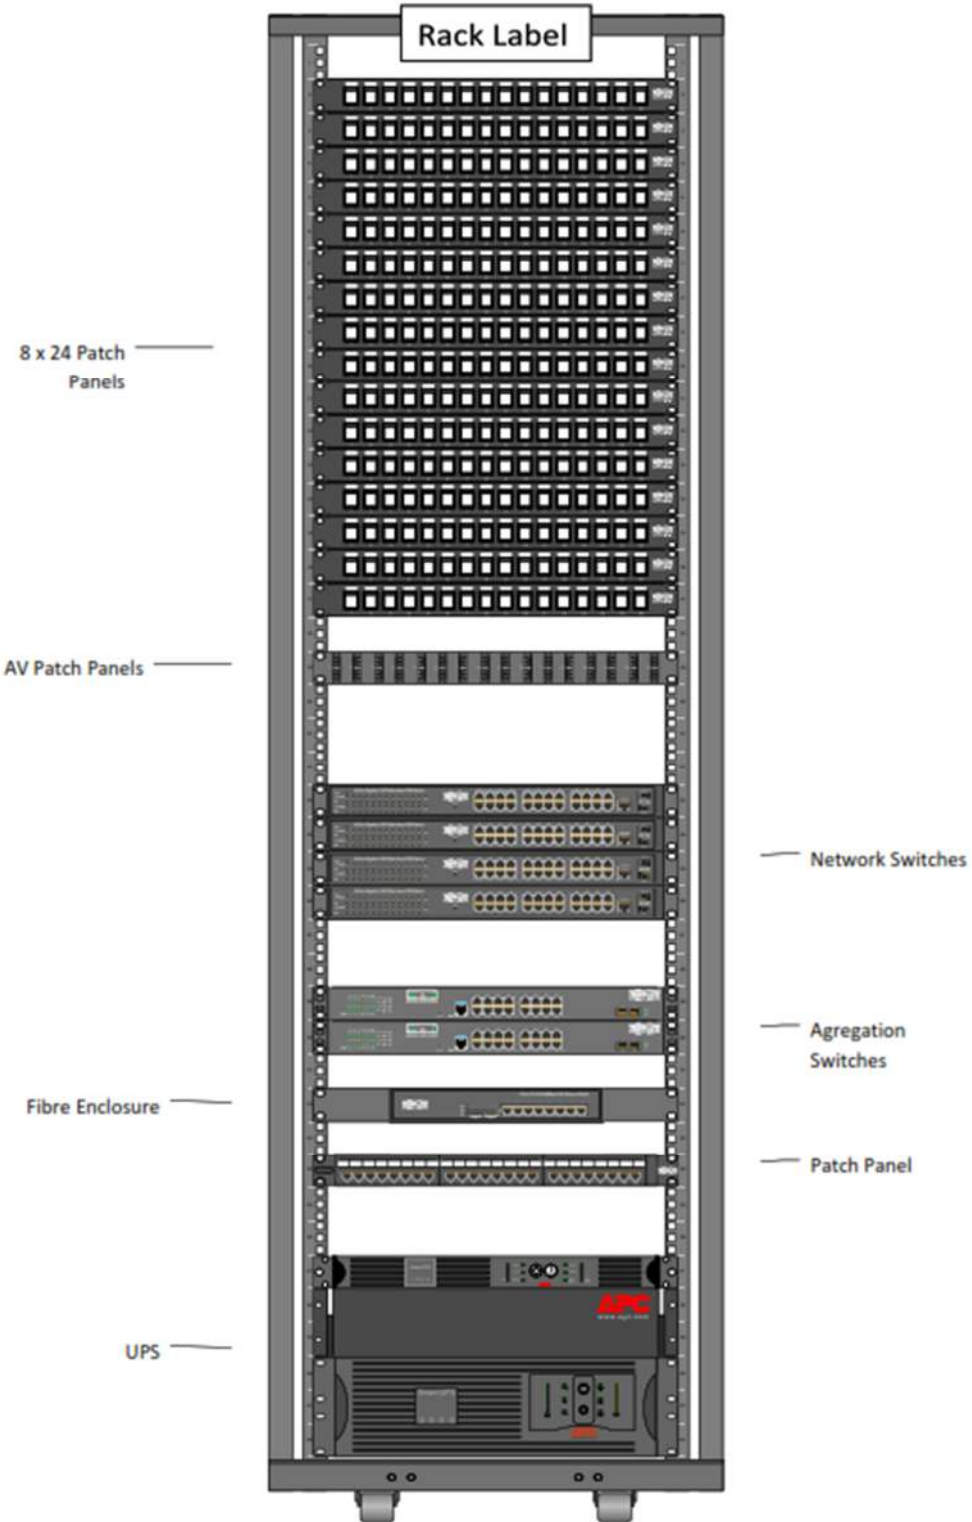 Rack Label
8 x 24 Patch
Panels
AV Patch Panels
Network Switches
Agregation
Switches
Fibre Enclosure
Patch Panel
APC
UPS